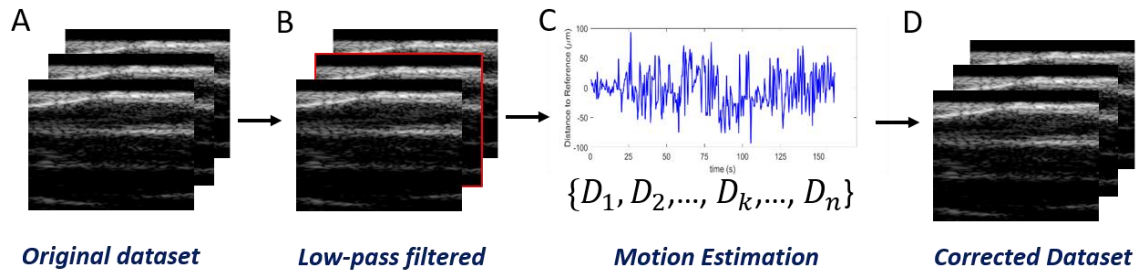 A
B
C
D
Distance to Reference (μm)
100
50
0
-50
-100
0
25
50
75
100
125
150
time (s)
{D₁, D₂,..., Dₖ,..., Dₙ}
Original dataset
Low-pass filtered
Motion Estimation
Corrected Dataset